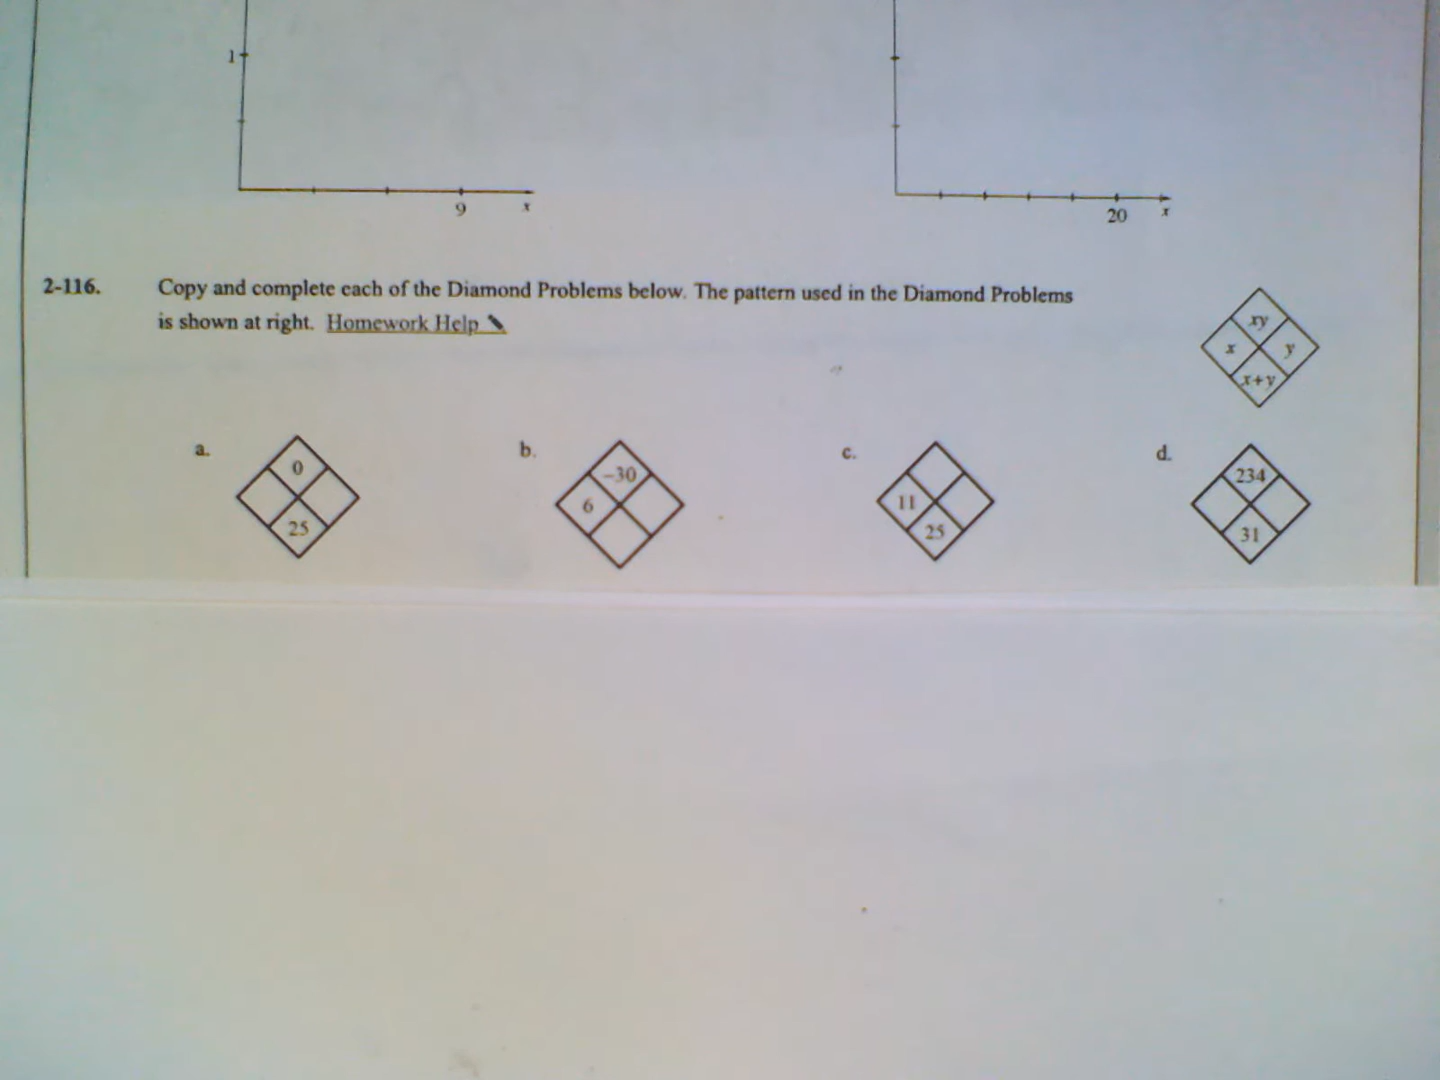 1
9
x
20
x
2-116. Copy and complete each of the Diamond Problems below. The pattern used in the Diamond Problems
is shown at right. Homework Help
xy
x y
x+y
a.
0
25
b.
-30
6
c.
11
25
d.
234
31